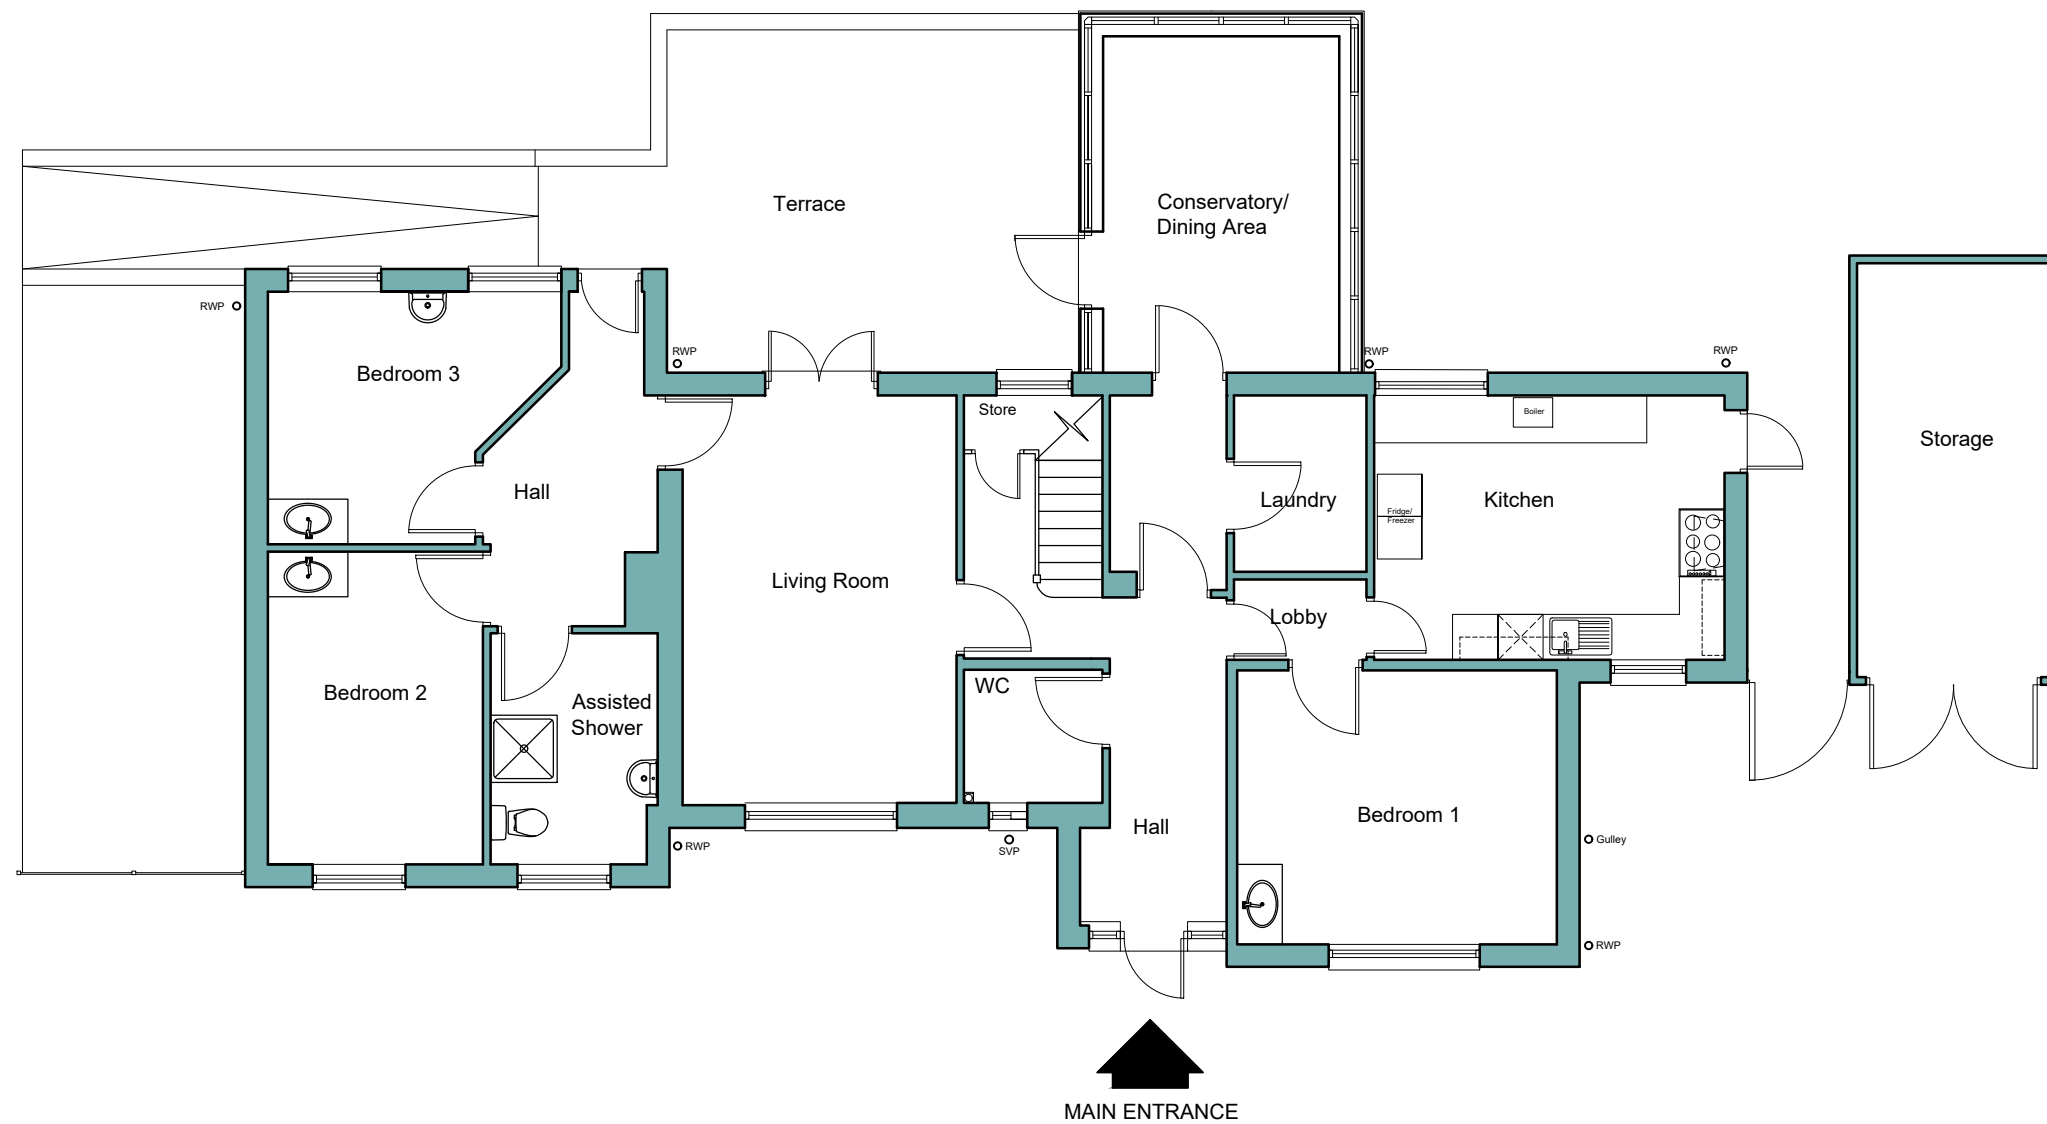 Terrace
Conservatory/
Dining Area
RWP
RWP
RWP
RWP
Bedroom 3
Store
Boiler
Storage
Hall
Laundry
Kitchen
Fridge/
Freezer
Living Room
Lobby
Bedroom 2
Assisted
Shower
WC
Bedroom 1
Hall
RWP
SVP
Gulley
RWP
MAIN ENTRANCE